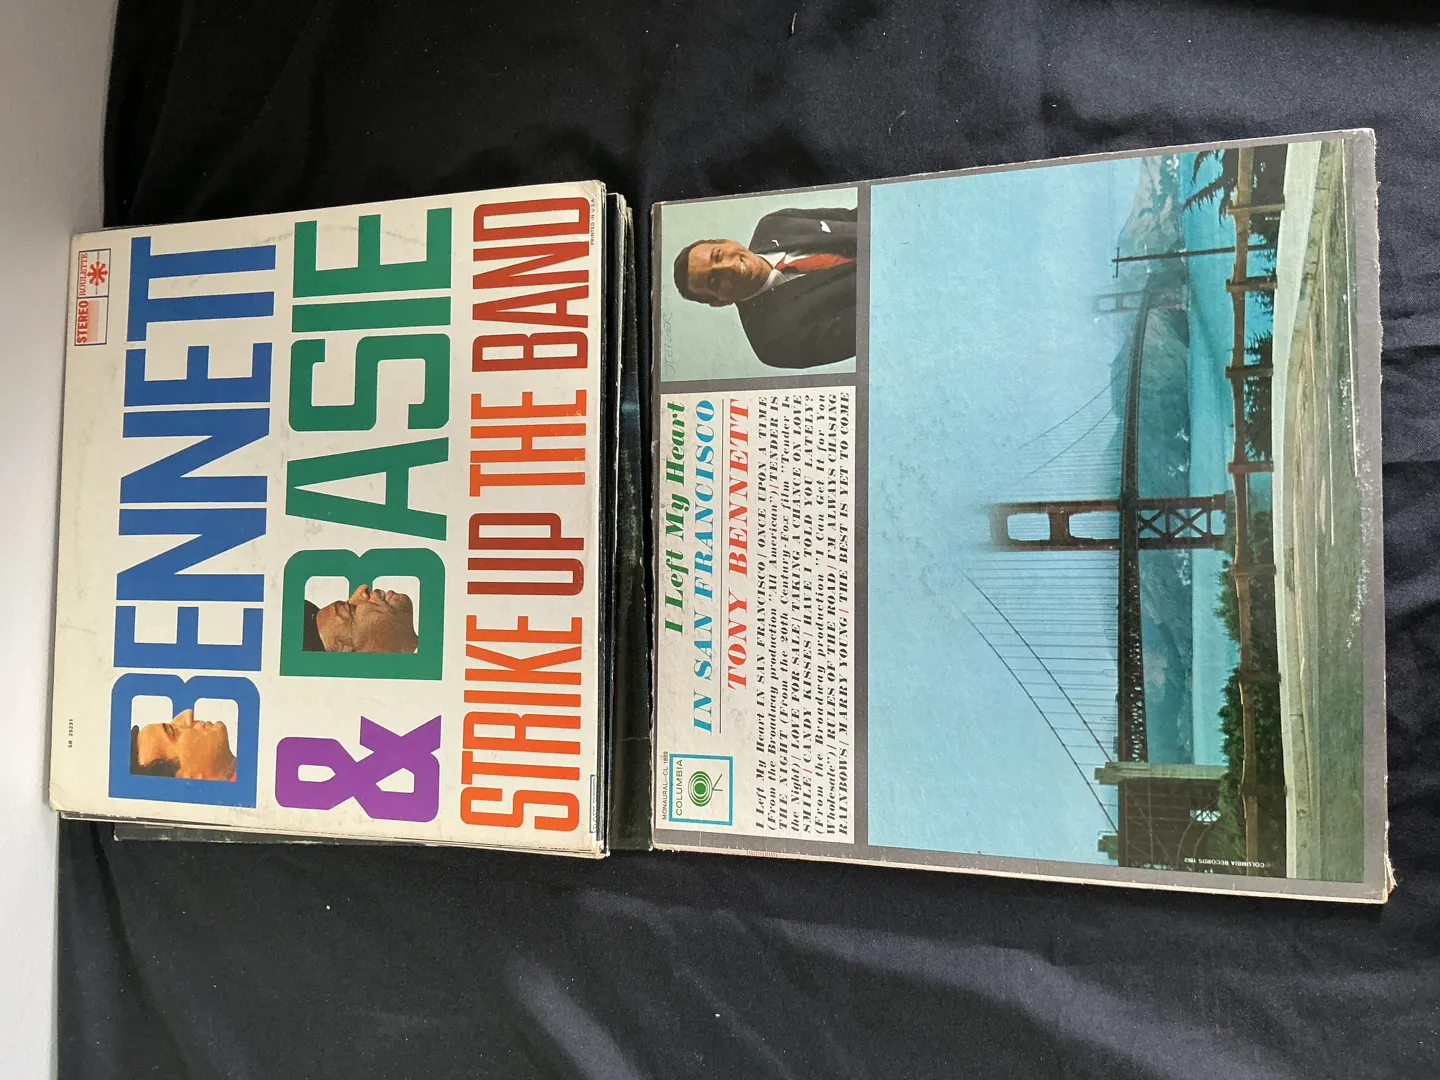 SR 25231
STEREO
ROULETTE
BENNETT
& BASIE
STRIKE UP THE BAND
PRINTED IN U.S.A.
MONAURAL—CL 1869
COLUMBIA
I Left My Heart
IN SAN FRANCISCO
TONY BENNETT
I Left My Heart IN SAN FRANCISCO/ONCE UPON A TIME
(From the Broadway production "All American")/TENDER IS
THE NIGHT (From the 20th Century-Fox film "Tender Is
the Night)/LOVE FOR SALE/TAKING A CHANCE ON LOVE
SMILE/CANDY KISSES/HAVE I TOLD YOU LATELY?
(From the Broadway production "I Can Get It for You
Wholesale")/RULES OF THE ROAD/I'M ALWAYS CHASING
RAINBOWS/MARRY YOUNG/THE BEST IS YET TO COME
COLUMBIA RECORDS 1962